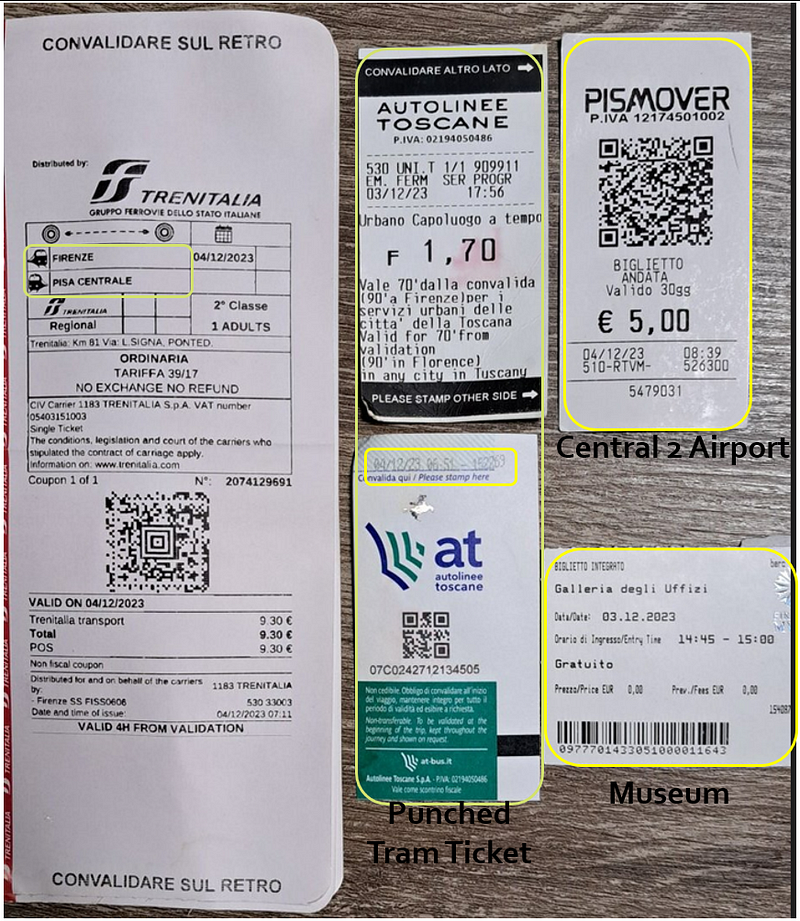 CONVALIDARE SUL RETRO
Distributed by:
TRENITALIA
GRUPPO FERROVIE DELLO STATO ITALIANE
FIRENZE 04/12/2023
PISA CENTRALE
TRENITALIA 2° Classe
Regional 1 ADULTS
Trenitalia: Km 81 Via: L.SIGNA, PONTED.
ORDINARIA
TARIFFA 39/17
NO EXCHANGE NO REFUND
CIV Carrier 1183 TRENITALIA S.p.A. VAT number
05403151003
Single Ticket
The conditions, legislation and court of the carriers who
stipulated the contract of carriage apply.
Information on: www.trenitalia.com
Coupon 1 of 1 N°: 2074129691
VALID ON 04/12/2023
Trenitalia transport 9.30 €
Total 9.30 €
POS 9.30 €
Non fiscal coupon
Distributed for and on behalf of the carriers
by: 1183 TRENITALIA
- Firenze SS FISS0606 530 33003
Date and time of issue: 04/12/2023 07:11
VALID 4H FROM VALIDATION
CONVALIDARE SUL RETRO
TRENITALIA
TRENITALIA
TRENITALIA
CONVALIDARE ALTRO LATO
AUTOLINEE
TOSCANE
P.IVA: 02194050486
530 UNI.T 1/1 909911
EM. FERM SER PROGR
03/12/23 17:56
Urbano Capoluogo a tempo
F 1,70
Vale 70'dalla convalida
(90'a Firenze)per i
servizi urbani delle
citta' della Toscana
Valid for 70'from
validation
(90'in Florence)
in any city in Tuscany
PLEASE STAMP OTHER SIDE
04/12/23 06:51 -
Convalida qui / Please stamp here
at
autolinee
toscane
07C0242712134505
Non cedibile. Obbligo di convalidare all'inizio
del viaggio, mantenere integro per tutto il
periodo di validità ed esibire a richiesta.
Non-transferable. To be validated at the
beginning of the trip, kept throughout the
journey and shown on request.
at-bus.it
Autolinee Toscane S.p.A. - P.IVA: 02194050486
Vale come scontrino fiscale
Punched
Tram Ticket
PISAMOVER
P.IVA 12174501002
BIGLIETTO
ANDATA
Valido 30gg
€ 5,00
04/12/23 08:39
510-RTVM- 526300
5479031
Central 2 Airport
BIGLIETTO INTEGRATO
Galleria degli Uffizi
Data/Date: 03.12.2023
Orario di Ingresso/Entry Time 14:45 - 15:00
Gratuito
Prezzo/Price EUR 0,00 Prev./Fees EUR 0,00
0977701433051000011643
Museum